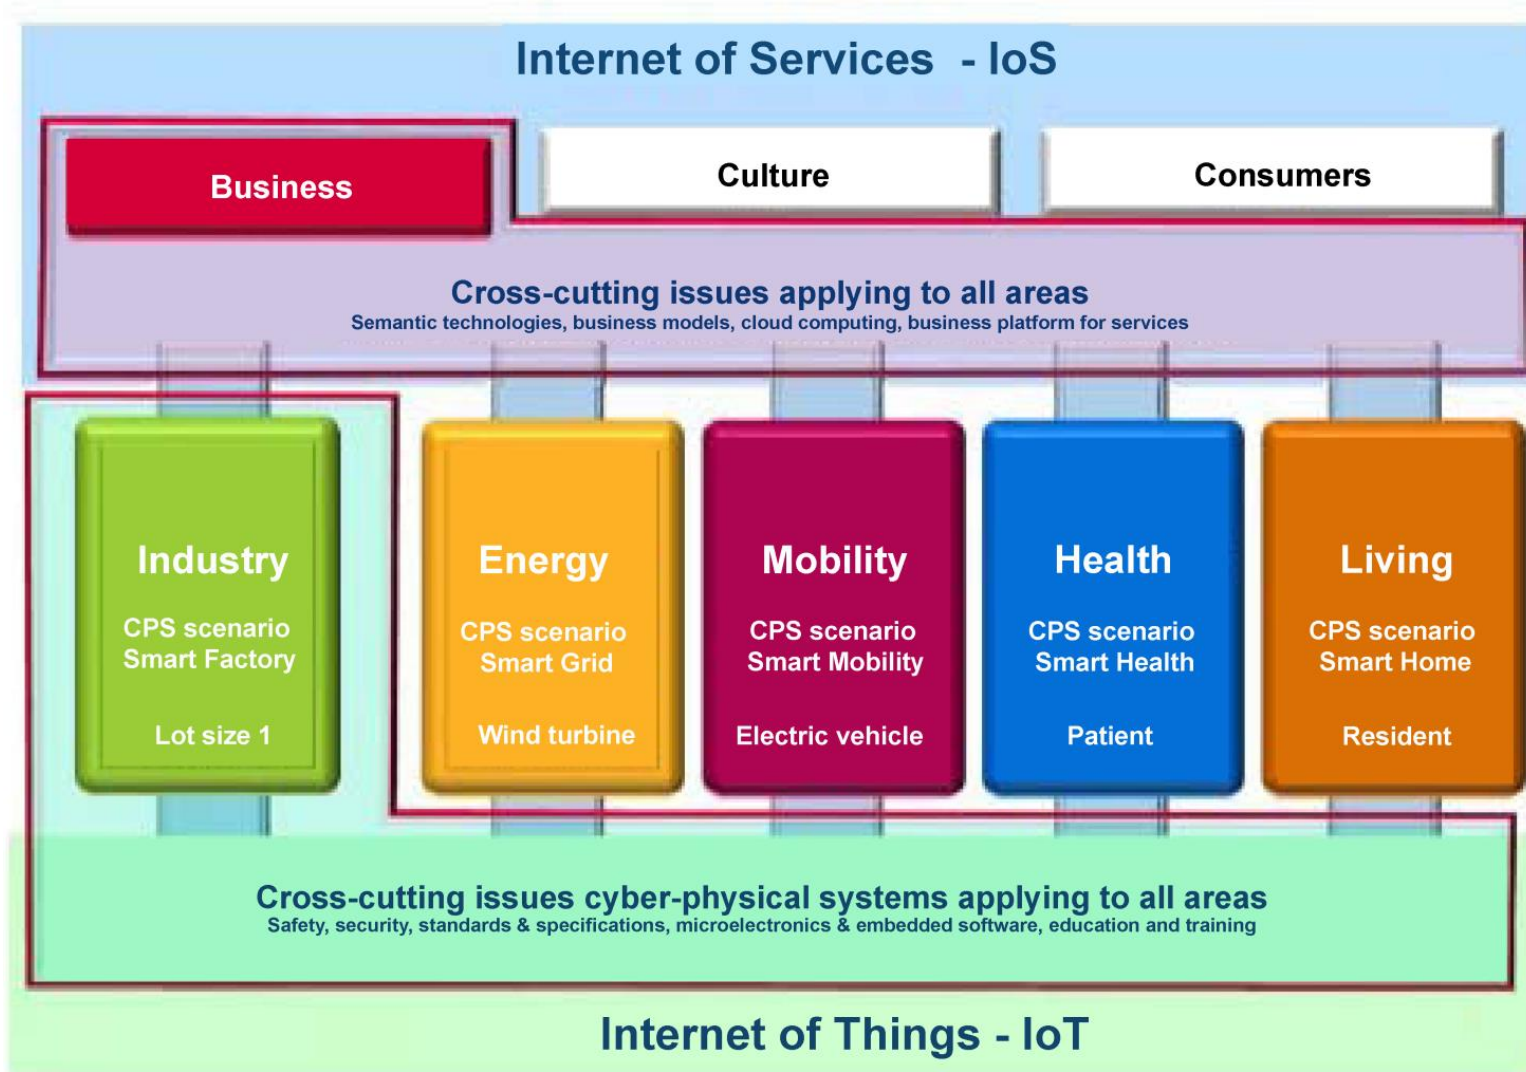 Internet of Services - IoS
Business
Culture
Consumers
Cross-cutting issues applying to all areas
Semantic technologies, business models, cloud computing, business platform for services
Industry
CPS scenario
Smart Factory
Lot size 1
Energy
CPS scenario
Smart Grid
Wind turbine
Mobility
CPS scenario
Smart Mobility
Electric vehicle
Health
CPS scenario
Smart Health
Patient
Living
CPS scenario
Smart Home
Resident
Cross-cutting issues cyber-physical systems applying to all areas
Safety, security, standards & specifications, microelectronics & embedded software, education and training
Internet of Things - IoT